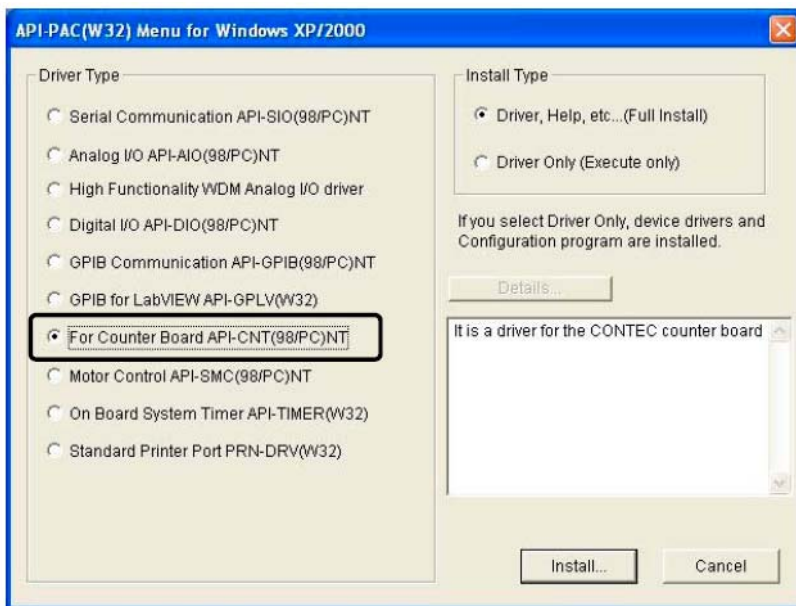 API-PAC(W32) Menu for Windows XP/2000
Driver Type
Serial Communication API-SIO(98/PC)NT
Analog I/O API-AIO(98/PC)NT
High Functionality WDM Analog I/O driver
Digital I/O API-DIO(98/PC)NT
GPIB Communication API-GPIB(98/PC)NT
GPIB for LabVIEW API-GPLV(W32)
For Counter Board API-CNT(98/PC)NT
Motor Control API-SMC(98/PC)NT
On Board System Timer API-TIMER(W32)
Standard Printer Port PRN-DRV(W32)
Install Type
Driver, Help, etc...(Full Install)
Driver Only (Execute only)
If you select Driver Only, device drivers and
Configuration program are installed.
Details...
It is a driver for the CONTEC counter board
Install...
Cancel